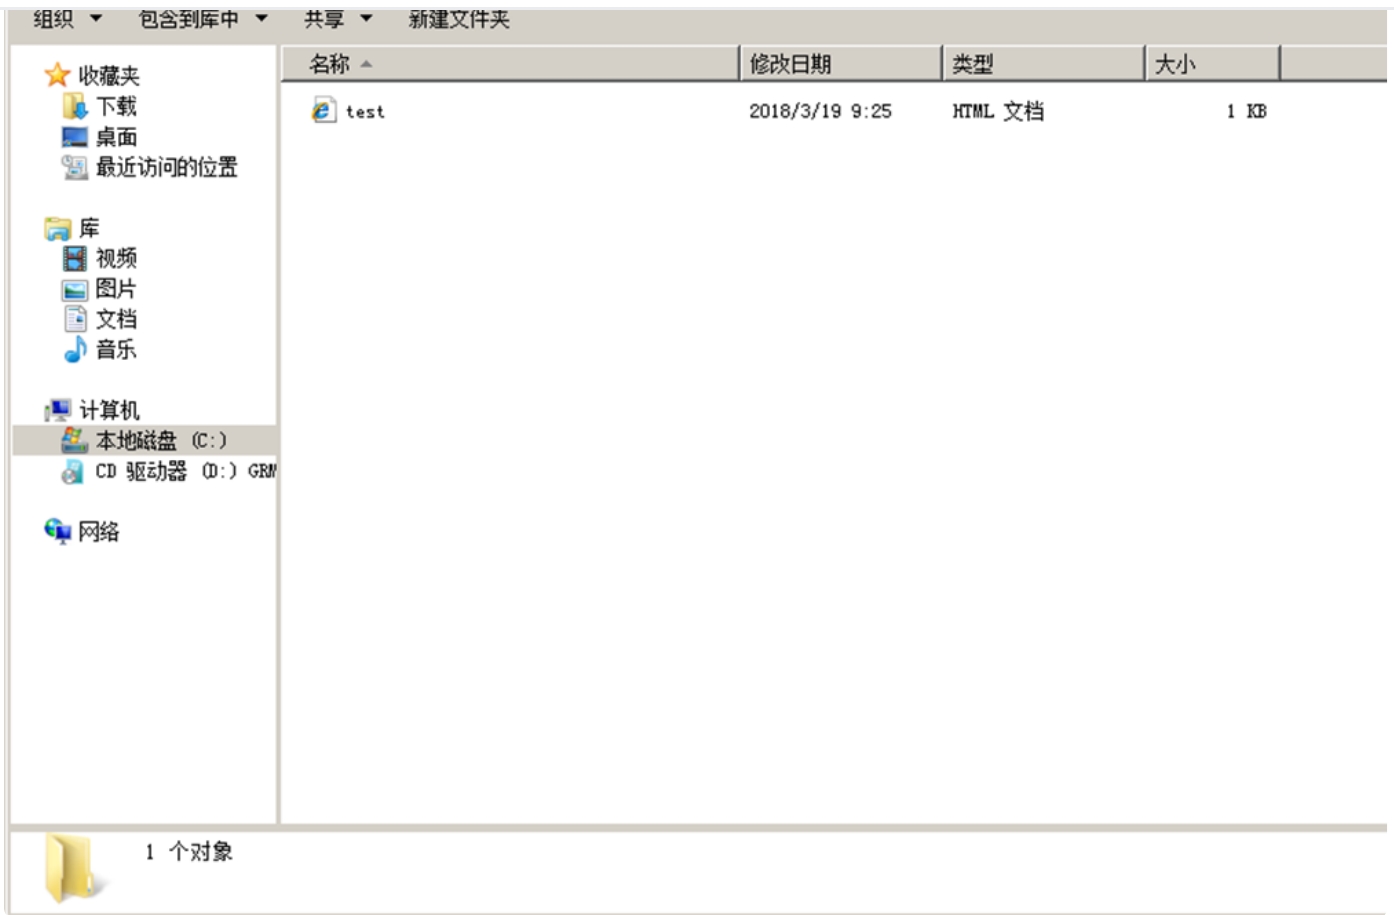 组织 包含到库中 共享 新建文件夹
收藏夹
下载
桌面
最近访问的位置
库
视频
图片
文档
音乐
计算机
本地磁盘 (C:)
CD 驱动器 (D:)
网络
名称 修改日期 类型 大小
test 2018/3/19 9:25 HTML 文档 1 KB
1 个对象